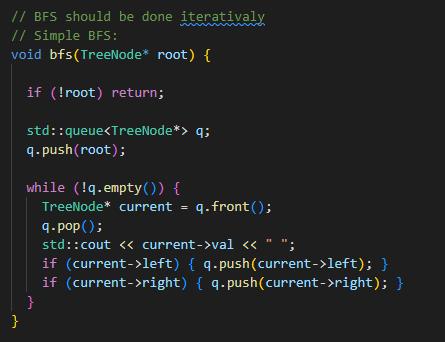 // BFS should be done iterativaly
// Simple BFS:
void bfs(TreeNode* root) {
if (!root) return;
std::queue<TreeNode*> q;
q.push(root);
while (!q.empty()) {
TreeNode* current = q.front();
q.pop();
std::cout << current->val << " ";
if (current->left) { q.push(current->left); }
if (current->right) { q.push(current->right); }
}
}